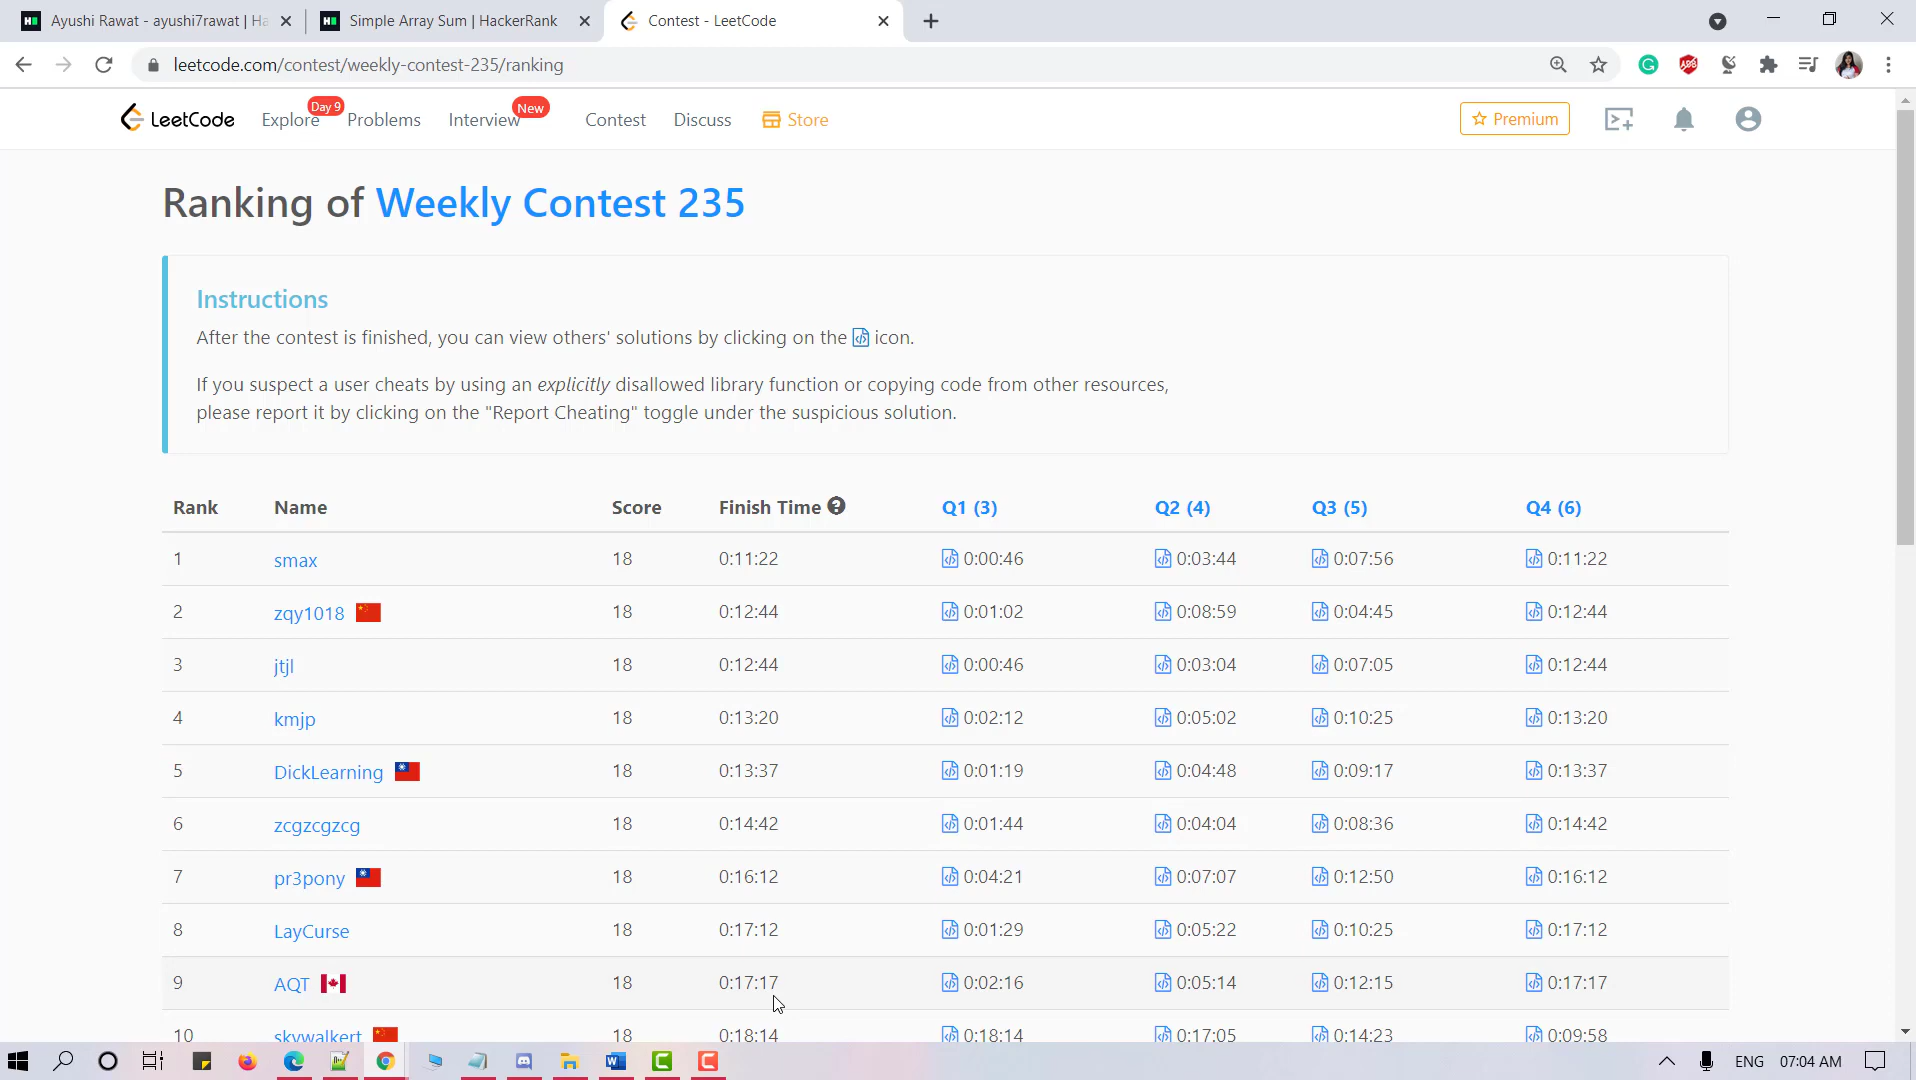 Ayushi Rawat - ayushi7rawat | Ha
Simple Array Sum | HackerRank
Contest - LeetCode
leetcode.com/contest/weekly-contest-235/ranking
LeetCode Explore Day 9 Problems Interview New Contest Discuss Store Premium
Ranking of Weekly Contest 235
Instructions
After the contest is finished, you can view others' solutions by clicking on the icon.
If you suspect a user cheats by using an explicitly disallowed library function or copying code from other resources,
please report it by clicking on the "Report Cheating" toggle under the suspicious solution.
Rank Name Score Finish Time Q1 (3) Q2 (4) Q3 (5) Q4 (6)
1 smax 18 0:11:22 0:00:46 0:03:44 0:07:56 0:11:22
2 zqy1018 18 0:12:44 0:01:02 0:08:59 0:04:45 0:12:44
3 jtjl 18 0:12:44 0:00:46 0:03:04 0:07:05 0:12:44
4 kmjp 18 0:13:20 0:02:12 0:05:02 0:10:25 0:13:20
5 DickLearning 18 0:13:37 0:01:19 0:04:48 0:09:17 0:13:37
6 zcgzcgzcg 18 0:14:42 0:01:44 0:04:04 0:08:36 0:14:42
7 pr3pony 18 0:16:12 0:04:21 0:07:07 0:12:50 0:16:12
8 LayCurse 18 0:17:12 0:01:29 0:05:22 0:10:25 0:17:12
9 AQT 18 0:17:17 0:02:16 0:05:14 0:12:15 0:17:17
10 skywalkert 18 0:18:14 0:18:14 0:17:05 0:14:23 0:09:58
ENG 07:04 AM